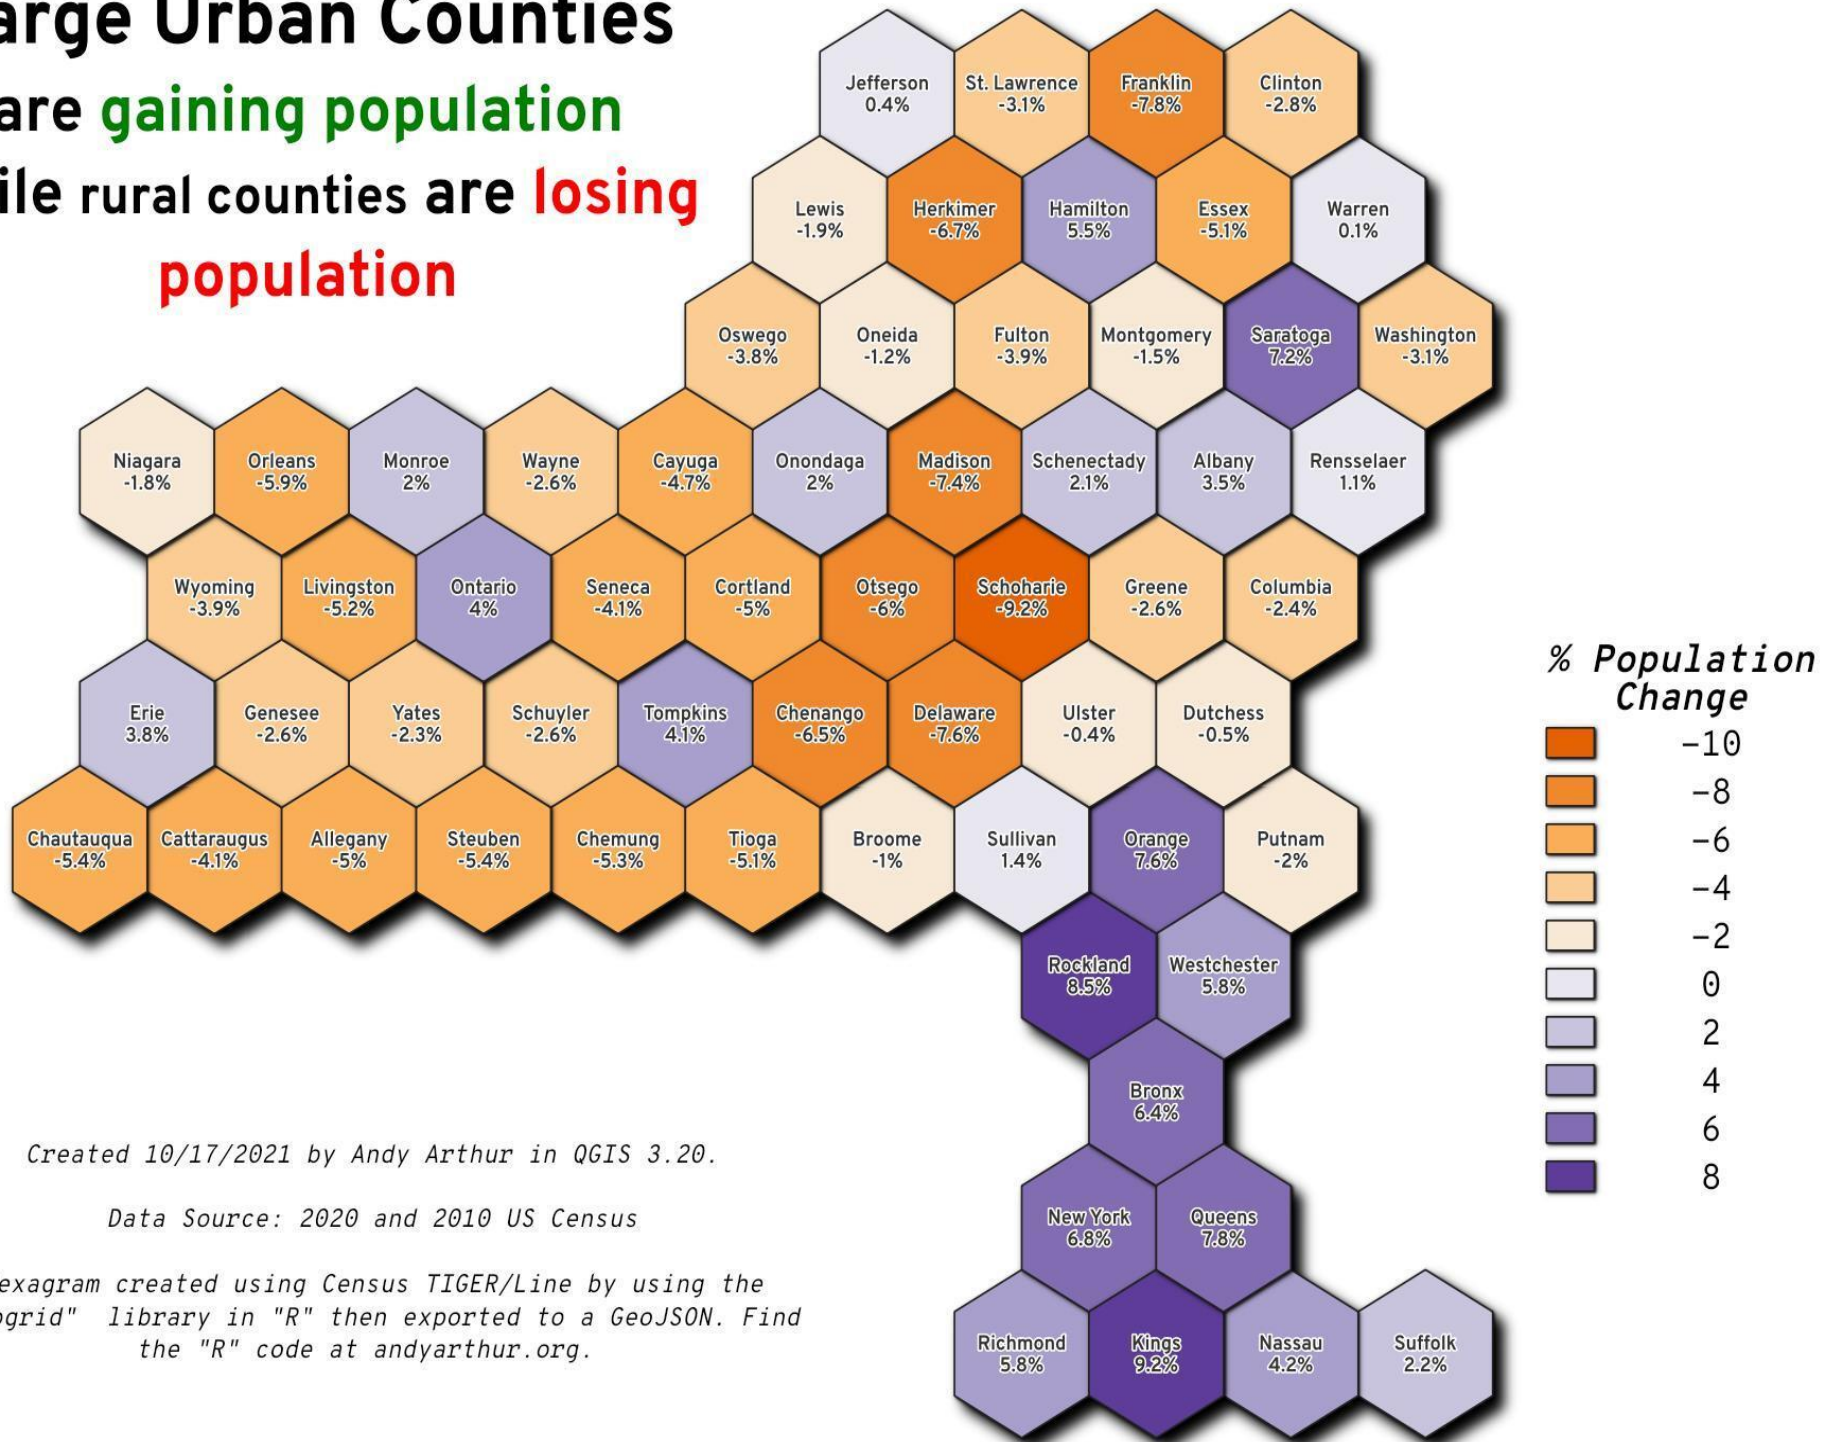 arge Urban Counties
are gaining population
ile rural counties are losing
population
Jefferson
0.4%
St. Lawrence
-3.1%
Franklin
-7.8%
Clinton
-2.8%
Lewis
-1.9%
Herkimer
-6.7%
Hamilton
5.5%
Essex
-5.1%
Warren
0.1%
Oswego
-3.8%
Oneida
-1.2%
Fulton
-3.9%
Montgomery
-1.5%
Saratoga
7.2%
Washington
-3.1%
Niagara
-1.8%
Orleans
-5.9%
Monroe
2%
Wayne
-2.6%
Cayuga
-4.7%
Onondaga
2%
Madison
-7.4%
Schenectady
2.1%
Albany
3.5%
Rensselaer
1.1%
Wyoming
-3.9%
Livingston
-5.2%
Ontario
4%
Seneca
-4.1%
Cortland
-5%
Otsego
-6%
Schoharie
-9.2%
Greene
-2.6%
Columbia
-2.4%
Erie
3.8%
Genesee
-2.6%
Yates
-2.3%
Schuyler
-2.6%
Tompkins
4.1%
Chenango
-6.5%
Delaware
-7.6%
Ulster
-0.4%
Dutchess
-0.5%
Chautauqua
-5.4%
Cattaraugus
-4.1%
Allegany
-5%
Steuben
-5.4%
Chemung
-5.3%
Tioga
-5.1%
Broome
-1%
Sullivan
1.4%
Orange
7.6%
Putnam
-2%
Rockland
8.5%
Westchester
5.8%
Bronx
6.4%
New York
6.8%
Queens
7.8%
Richmond
5.8%
Kings
9.2%
Nassau
4.2%
Suffolk
2.2%
% Population
Change
-10
-8
-6
-4
-2
0
2
4
6
8
Created 10/17/2021 by Andy Arthur in QGIS 3.20.
Data Source: 2020 and 2010 US Census
exagram created using Census TIGER/Line by using the
ogrid" library in "R" then exported to a GeoJSON. Find
the "R" code at andyarthur.org.